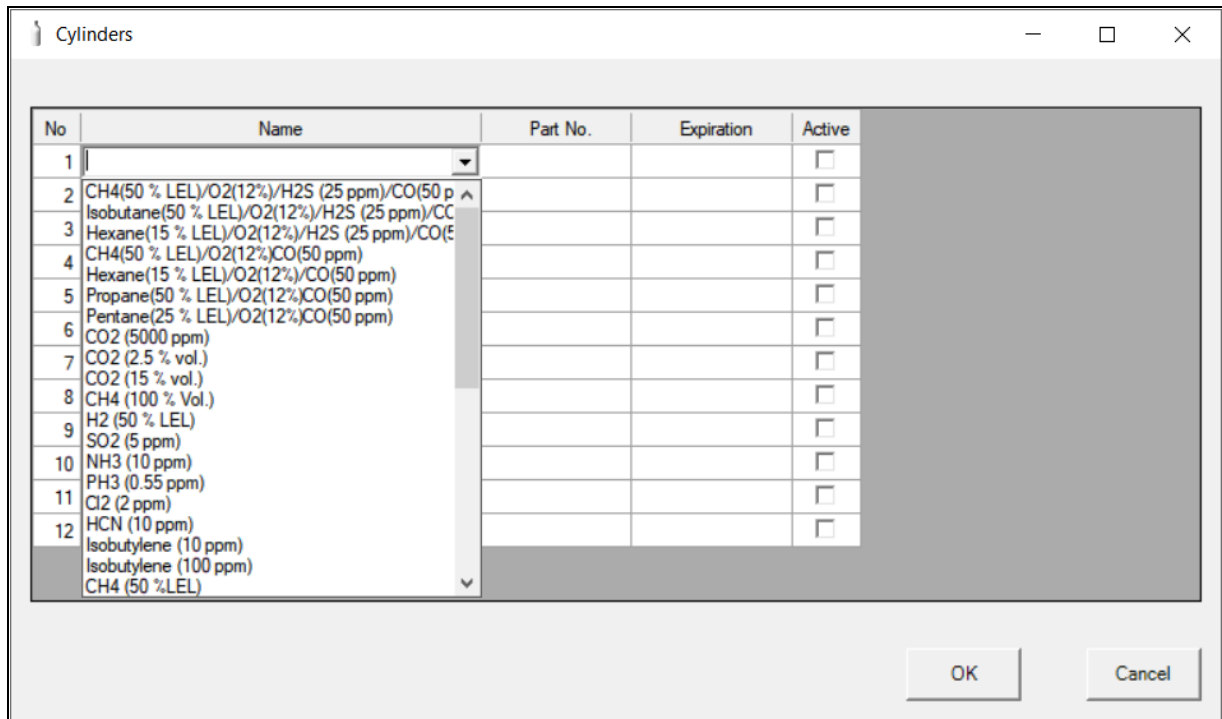 Cylinders
No Name Part No. Expiration Active
1
2
3
4
5
6
7
8
9
10
11
12
CH4(50 % LEL)/O2(12%)/H2S (25 ppm)/CO(50 p
Isobutane(50 % LEL)/O2(12%)/H2S (25 ppm)/CC
Hexane(15 % LEL)/O2(12%)/H2S (25 ppm)/CO(5
CH4(50 % LEL)/O2(12%)CO(50 ppm)
Hexane(15 % LEL)/O2(12%)/CO(50 ppm)
Propane(50 % LEL)/O2(12%)CO(50 ppm)
Pentane(25 % LEL)/O2(12%)CO(50 ppm)
CO2 (5000 ppm)
CO2 (2.5 % vol.)
CO2 (15 % vol.)
CH4 (100 % Vol.)
H2 (50 % LEL)
SO2 (5 ppm)
NH3 (10 ppm)
PH3 (0.55 ppm)
Cl2 (2 ppm)
HCN (10 ppm)
Isobutylene (10 ppm)
Isobutylene (100 ppm)
CH4 (50 %LEL)
OK
Cancel